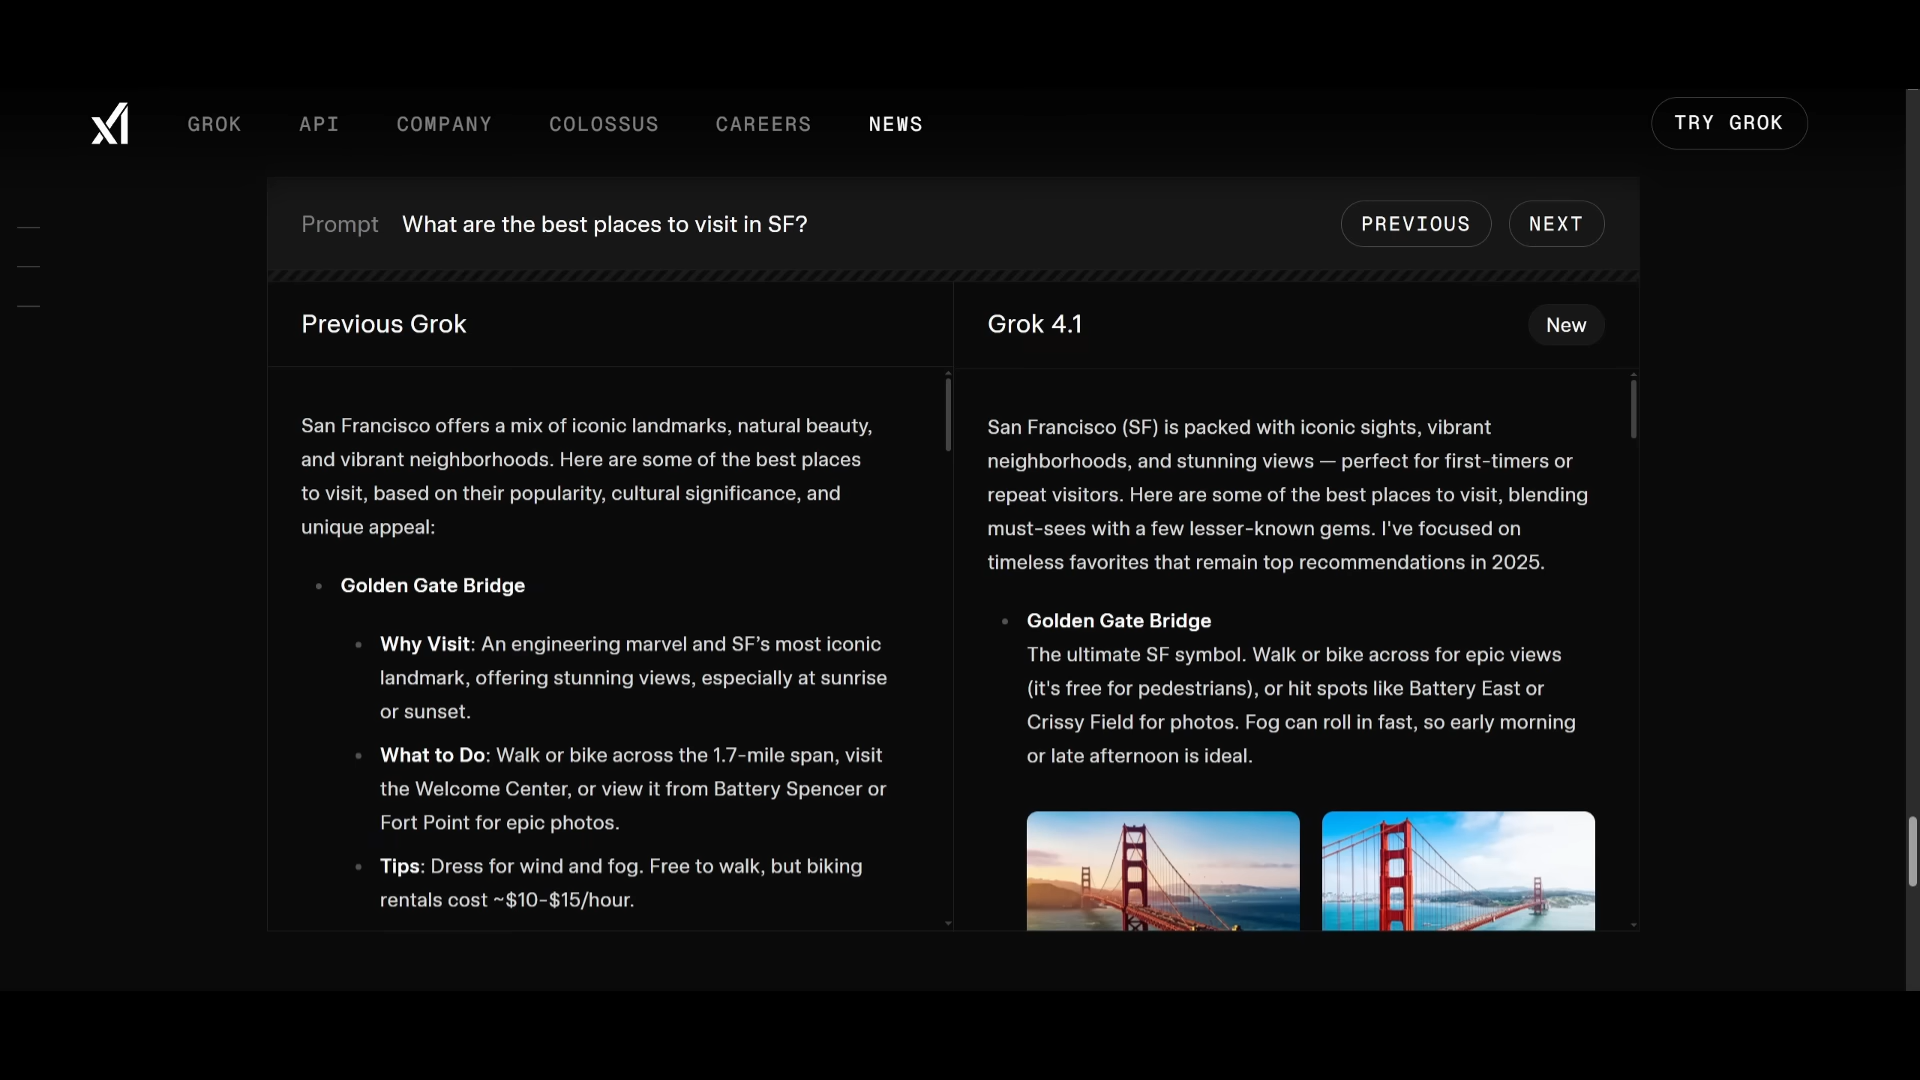 GROK API COMPANY COLOSSUS CAREERS NEWS TRY GROK
Prompt What are the best places to visit in SF? PREVIOUS NEXT
Previous Grok
San Francisco offers a mix of iconic landmarks, natural beauty,
and vibrant neighborhoods. Here are some of the best places
to visit, based on their popularity, cultural significance, and
unique appeal:
• Golden Gate Bridge
• Why Visit: An engineering marvel and SF’s most iconic
landmark, offering stunning views, especially at sunrise
or sunset.
• What to Do: Walk or bike across the 1.7-mile span, visit
the Welcome Center, or view it from Battery Spencer or
Fort Point for epic photos.
• Tips: Dress for wind and fog. Free to walk, but biking
rentals cost ~$10-$15/hour.
Grok 4.1 New
San Francisco (SF) is packed with iconic sights, vibrant
neighborhoods, and stunning views — perfect for first-timers or
repeat visitors. Here are some of the best places to visit, blending
must-sees with a few lesser-known gems. I've focused on
timeless favorites that remain top recommendations in 2025.
• Golden Gate Bridge
The ultimate SF symbol. Walk or bike across for epic views
(it's free for pedestrians), or hit spots like Battery East or
Crissy Field for photos. Fog can roll in fast, so early morning
or late afternoon is ideal.